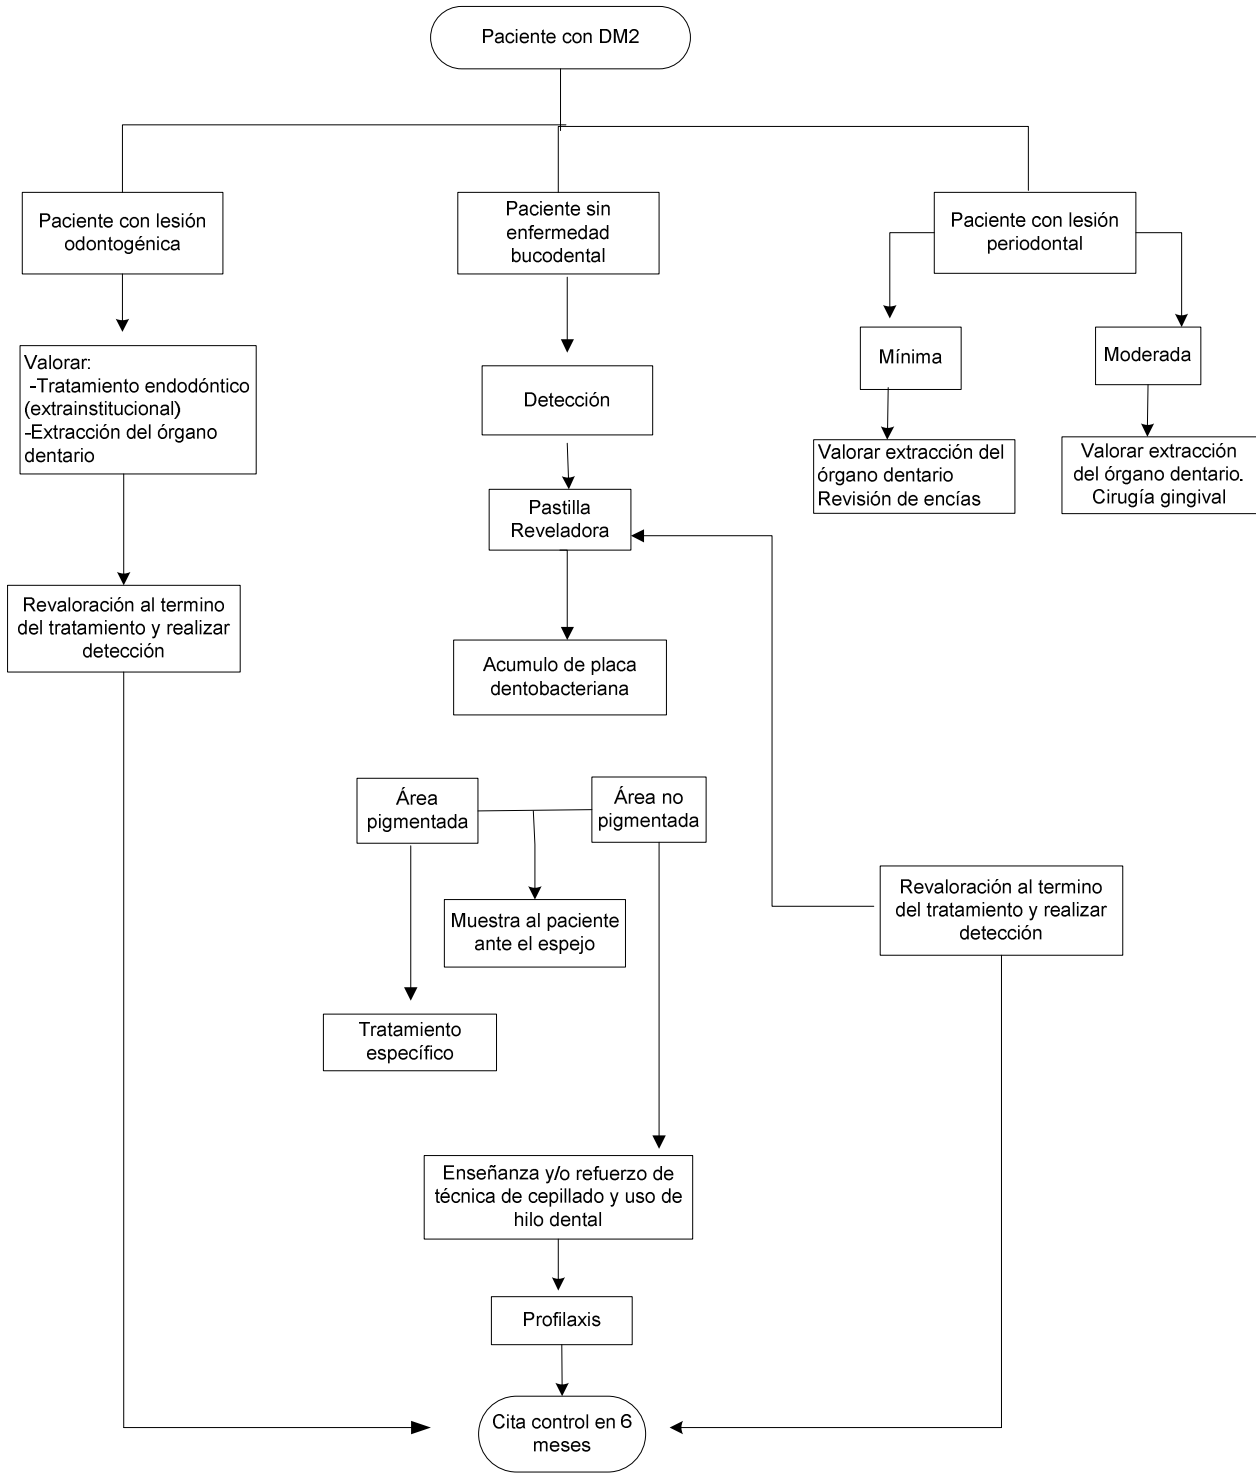 Paciente con DM2
Paciente con lesión
odontogénica
Paciente sin
enfermedad
bucodental
Paciente con lesión
periodontal
Mínima
Moderada
Valorar:
-Tratamiento endodóntico
(extrainstitucional)
-Extracción del órgano
dentario
Detección
Valorar extracción del
órgano dentario
Revisión de encías
Valorar extracción
del órgano dentario.
Cirugía gingival
Pastilla
Reveladora
Revaloración al termino
del tratamiento y realizar
detección
Acumulo de placa
dentobacteriana
Área
pigmentada
Área no
pigmentada
Muestra al paciente
ante el espejo
Revaloración al termino
del tratamiento y realizar
detección
Tratamiento
específico
Enseñanza y/o refuerzo de
técnica de cepillado y uso de
hilo dental
Profilaxis
Cita control en 6
meses